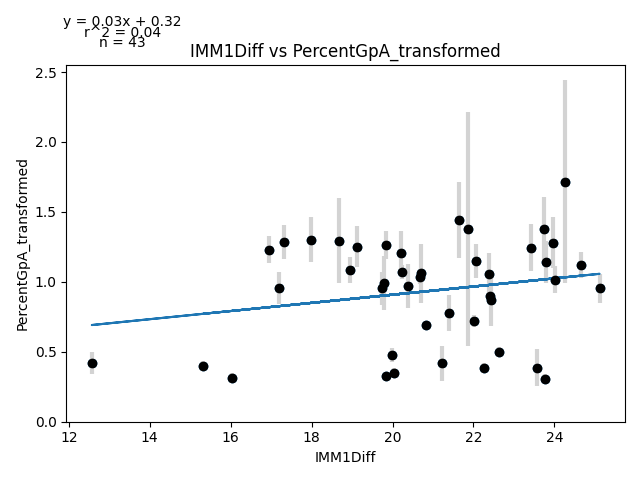 y = 0.03x + 0.32
r^2 = 0.04
n = 43
IMM1Diff vs PercentGpA_transformed
2.5
2.0
1.5
1.0
0.5
0.0
PercentGpA_transformed
12 14 16 18 20 22 24
IMM1Diff